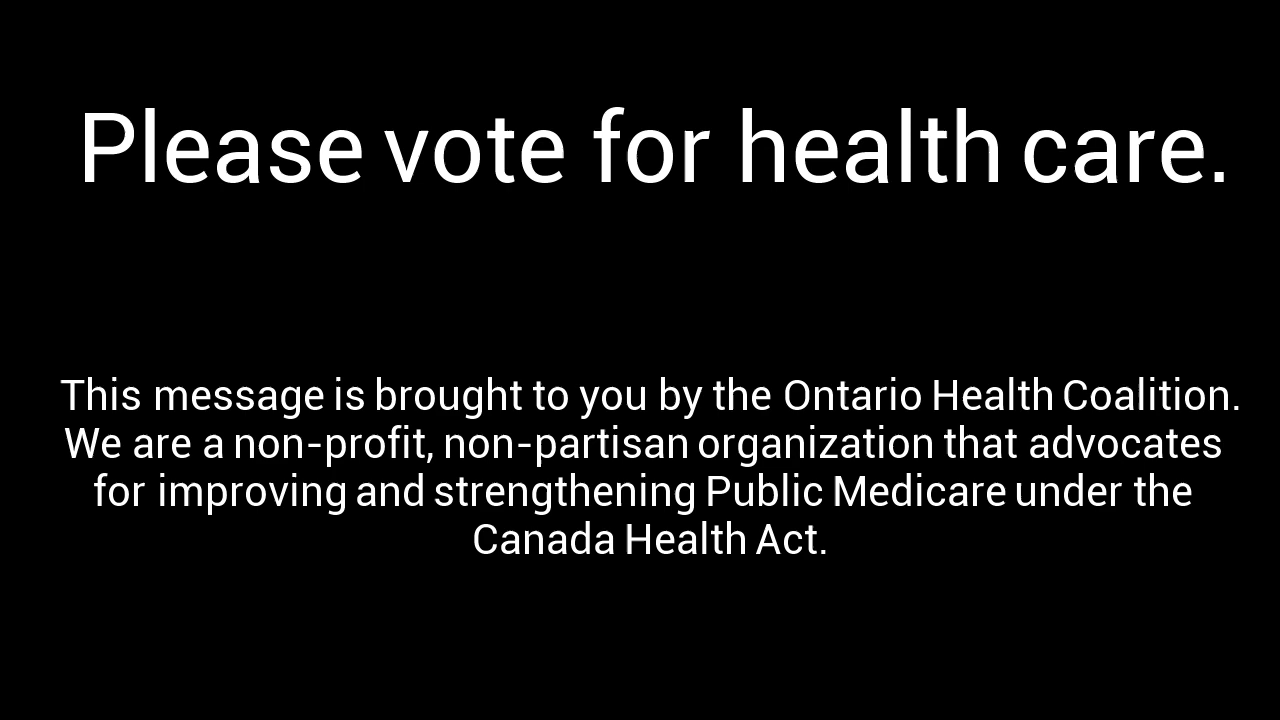 Please vote for health care.
This message is brought to you by the Ontario Health Coalition.
We are a non-profit, non-partisan organization that advocates
for improving and strengthening Public Medicare under the
Canada Health Act.